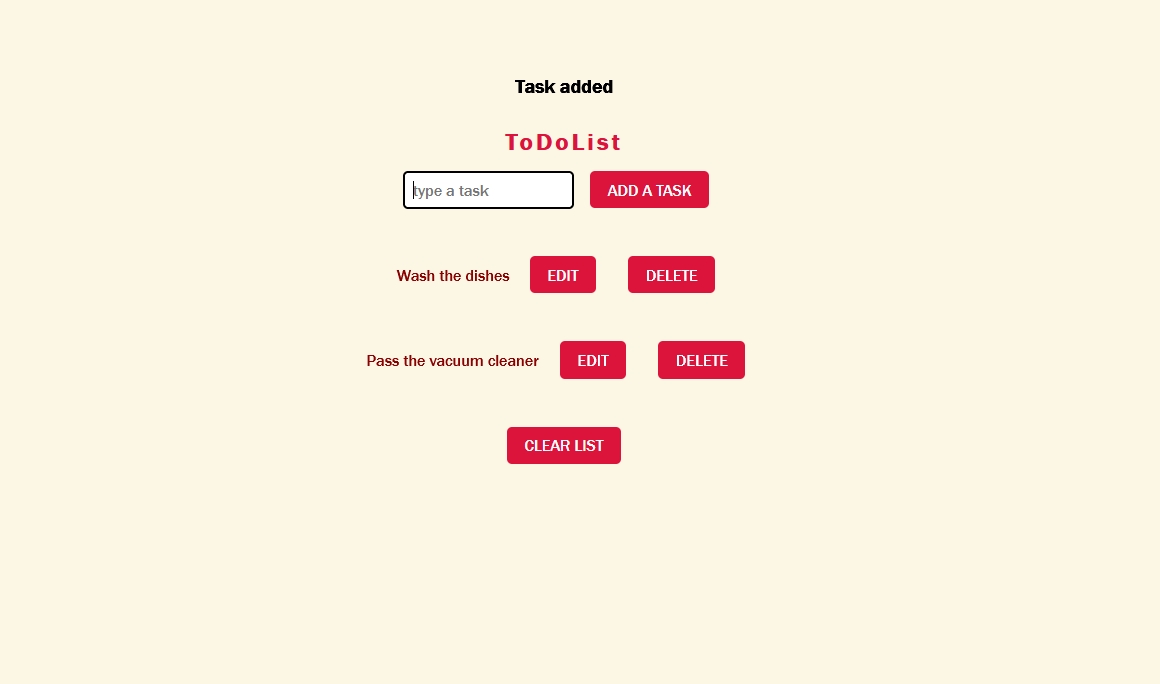 Task added
ToDoList
type a task ADD A TASK
Wash the dishes EDIT DELETE
Pass the vacuum cleaner EDIT DELETE
CLEAR LIST